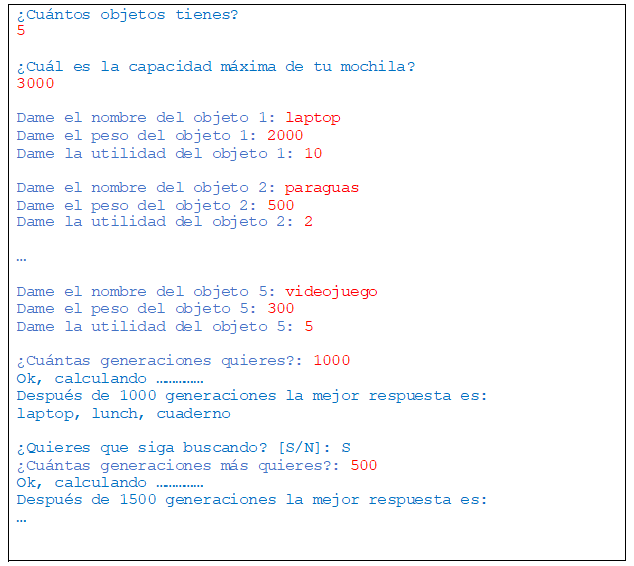 ¿Cuántos objetos tienes?
5
¿Cuál es la capacidad máxima de tu mochila?
3000
Dame el nombre del objeto 1: laptop
Dame el peso del objeto 1: 2000
Dame la utilidad del objeto 1: 10
Dame el nombre del objeto 2: paraguas
Dame el peso del objeto 2: 500
Dame la utilidad del objeto 2: 2
…
Dame el nombre del objeto 5: videojuego
Dame el peso del objeto 5: 300
Dame la utilidad del objeto 5: 5
¿Cuántas generaciones quieres?: 1000
Ok, calculando ……………
Después de 1000 generaciones la mejor respuesta es:
laptop, lunch, cuaderno
¿Quieres que siga buscando? [S/N]: S
¿Cuántas generaciones más quieres?: 500
Ok, calculando ……………
Después de 1500 generaciones la mejor respuesta es:
…